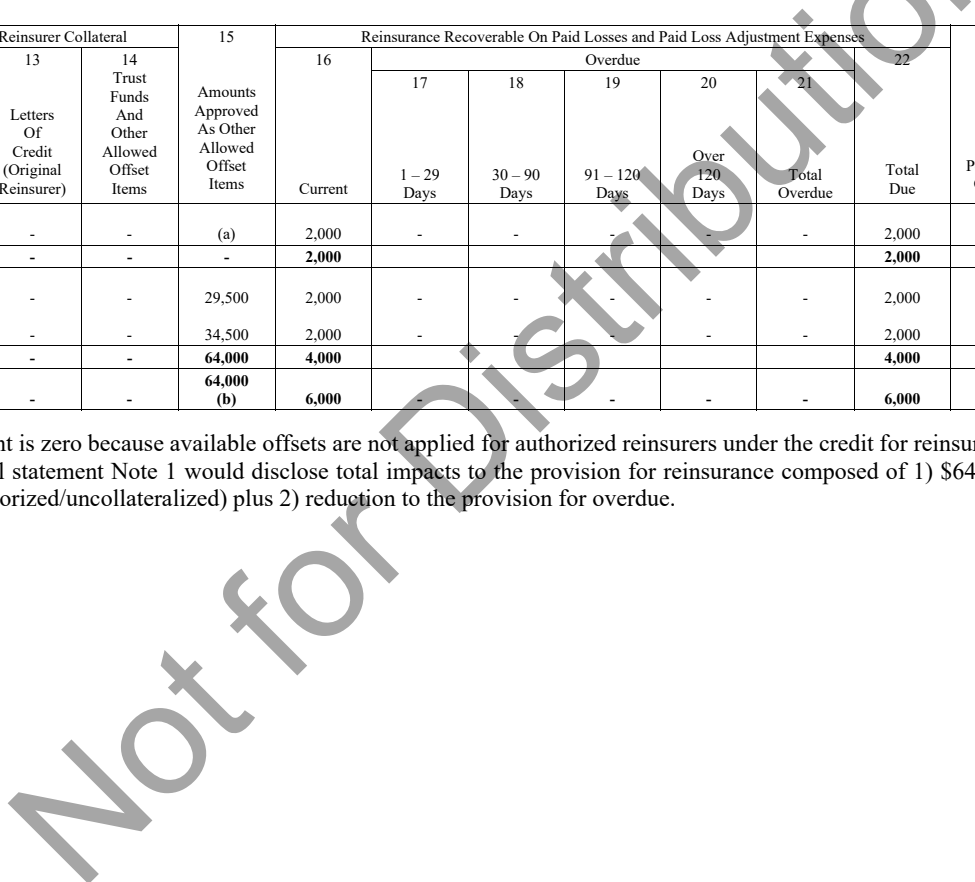 Reinsurer Collateral 15 Reinsurance Recoverable On Paid Losses and Paid Loss Adjustment Expenses
13 14 16 Overdue 22
17 18 19 20 21
Letters Of Credit (Original Reinsurer) Trust Funds And Other Allowed Offset Items Amounts Approved As Other Allowed Offset Items Current 1 – 29 Days 30 – 90 Days 91 – 120 Days Over 120 Days Total Overdue Total Due
- - (a) 2,000 - - - - - 2,000
- - - 2,000 2,000
- - 29,500 2,000 - - - - - 2,000
- - 34,500 2,000 - - - - - 2,000
- - 64,000 4,000 4,000
- - 64,000 (b) 6,000 - - - - - 6,000
nt is zero because available offsets are not applied for authorized reinsurers under the credit for reinsur
l statement Note 1 would disclose total impacts to the provision for reinsurance composed of 1) $64
orized/uncollateralized) plus 2) reduction to the provision for overdue.
Not for Distribution